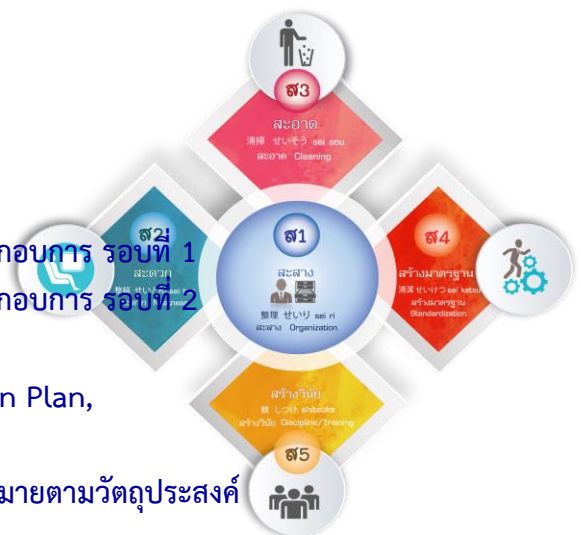 ส3
สะอาด
清掃 せいそう sei sou
สะอาด Cleaning
ส2
สะดวก
กอบการ รอบที่ 1
กอบการ รอบที่ 2
ส1
สะสาง
整理 せいり sei ri
สะสาง Organization
ส4
สร้างมาตรฐาน
清潔 せいけつ sei ketsu
สร้างมาตรฐาน
Standardization
n Plan,
สร้างวินัย
躾 しつけ shitsuke
สร้างวินัย Discipline/Training
ส5
มายตามวัตถุประสงค์